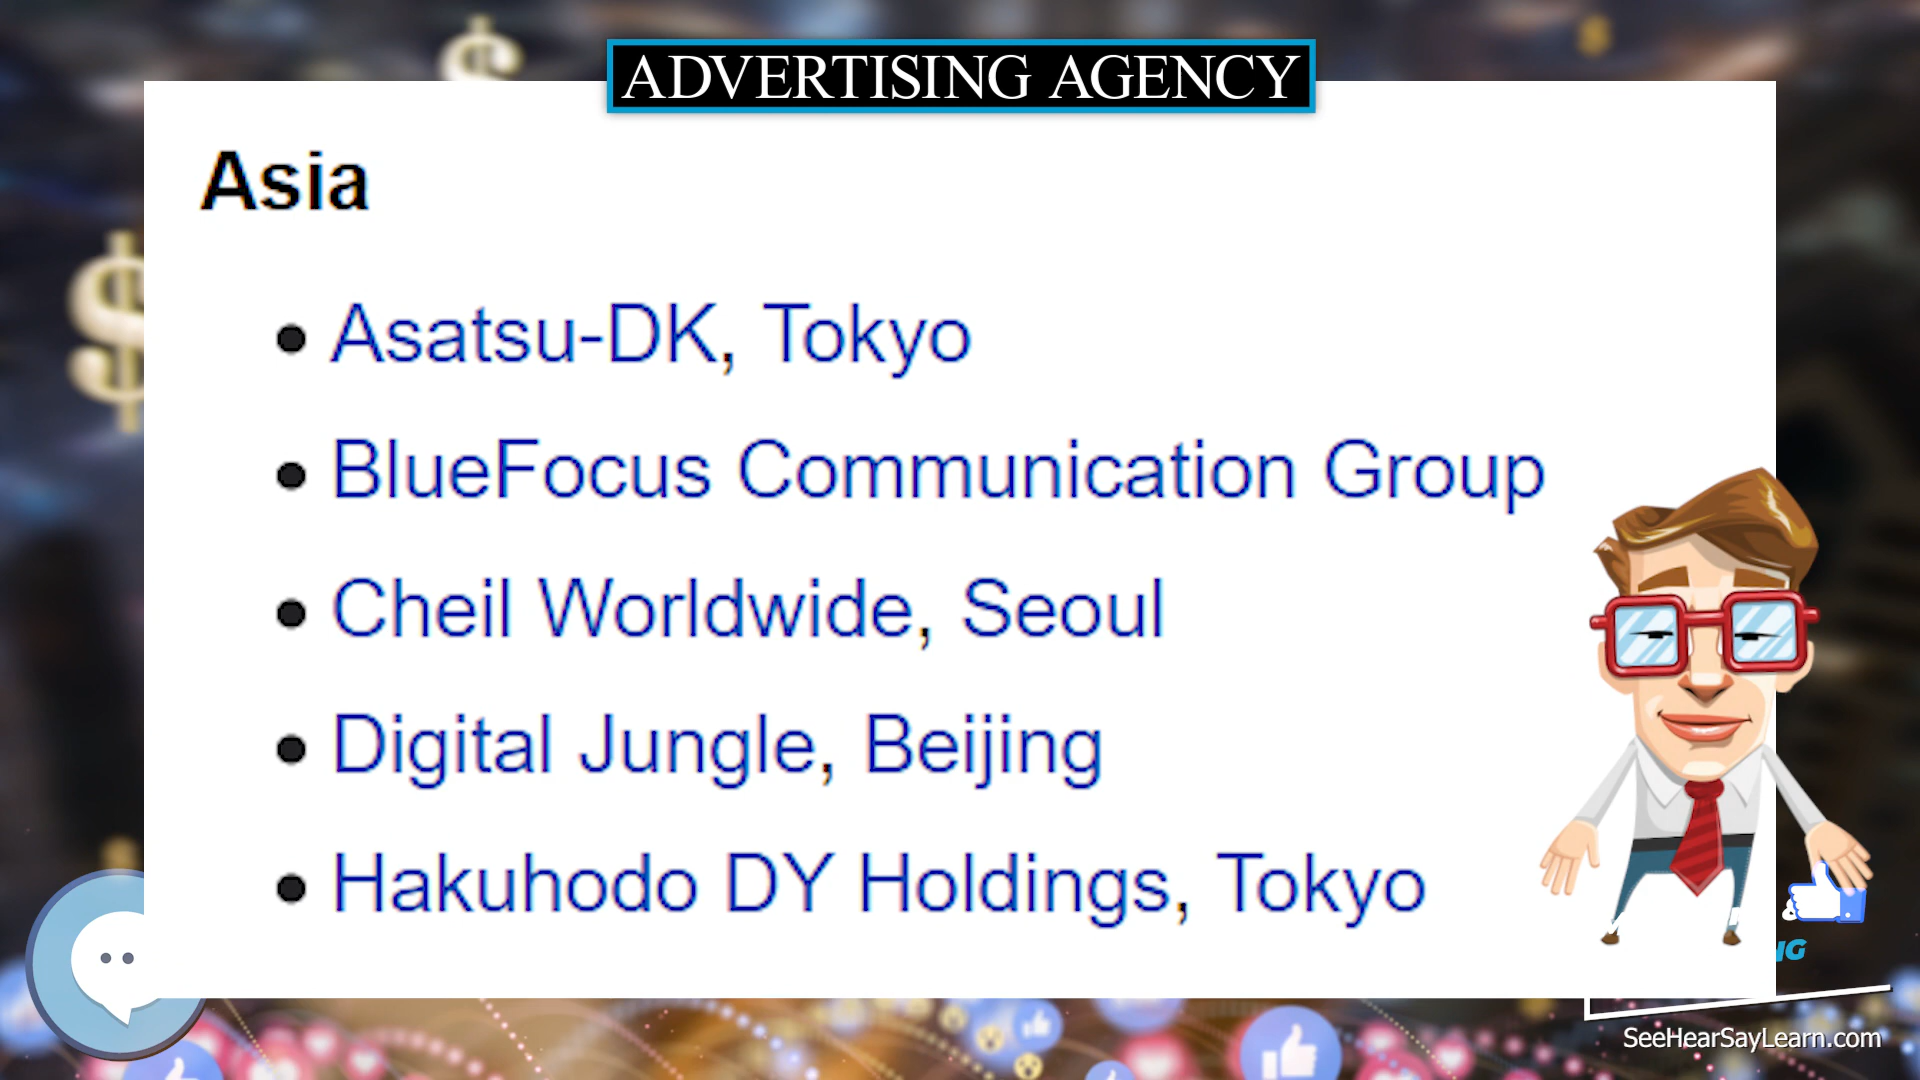 ADVERTISING AGENCY
Asia
• Asatsu-DK, Tokyo
• BlueFocus Communication Group
• Cheil Worldwide, Seoul
• Digital Jungle, Beijing
• Hakuhodo DY Holdings, Tokyo
SeeHearSayLearn.com